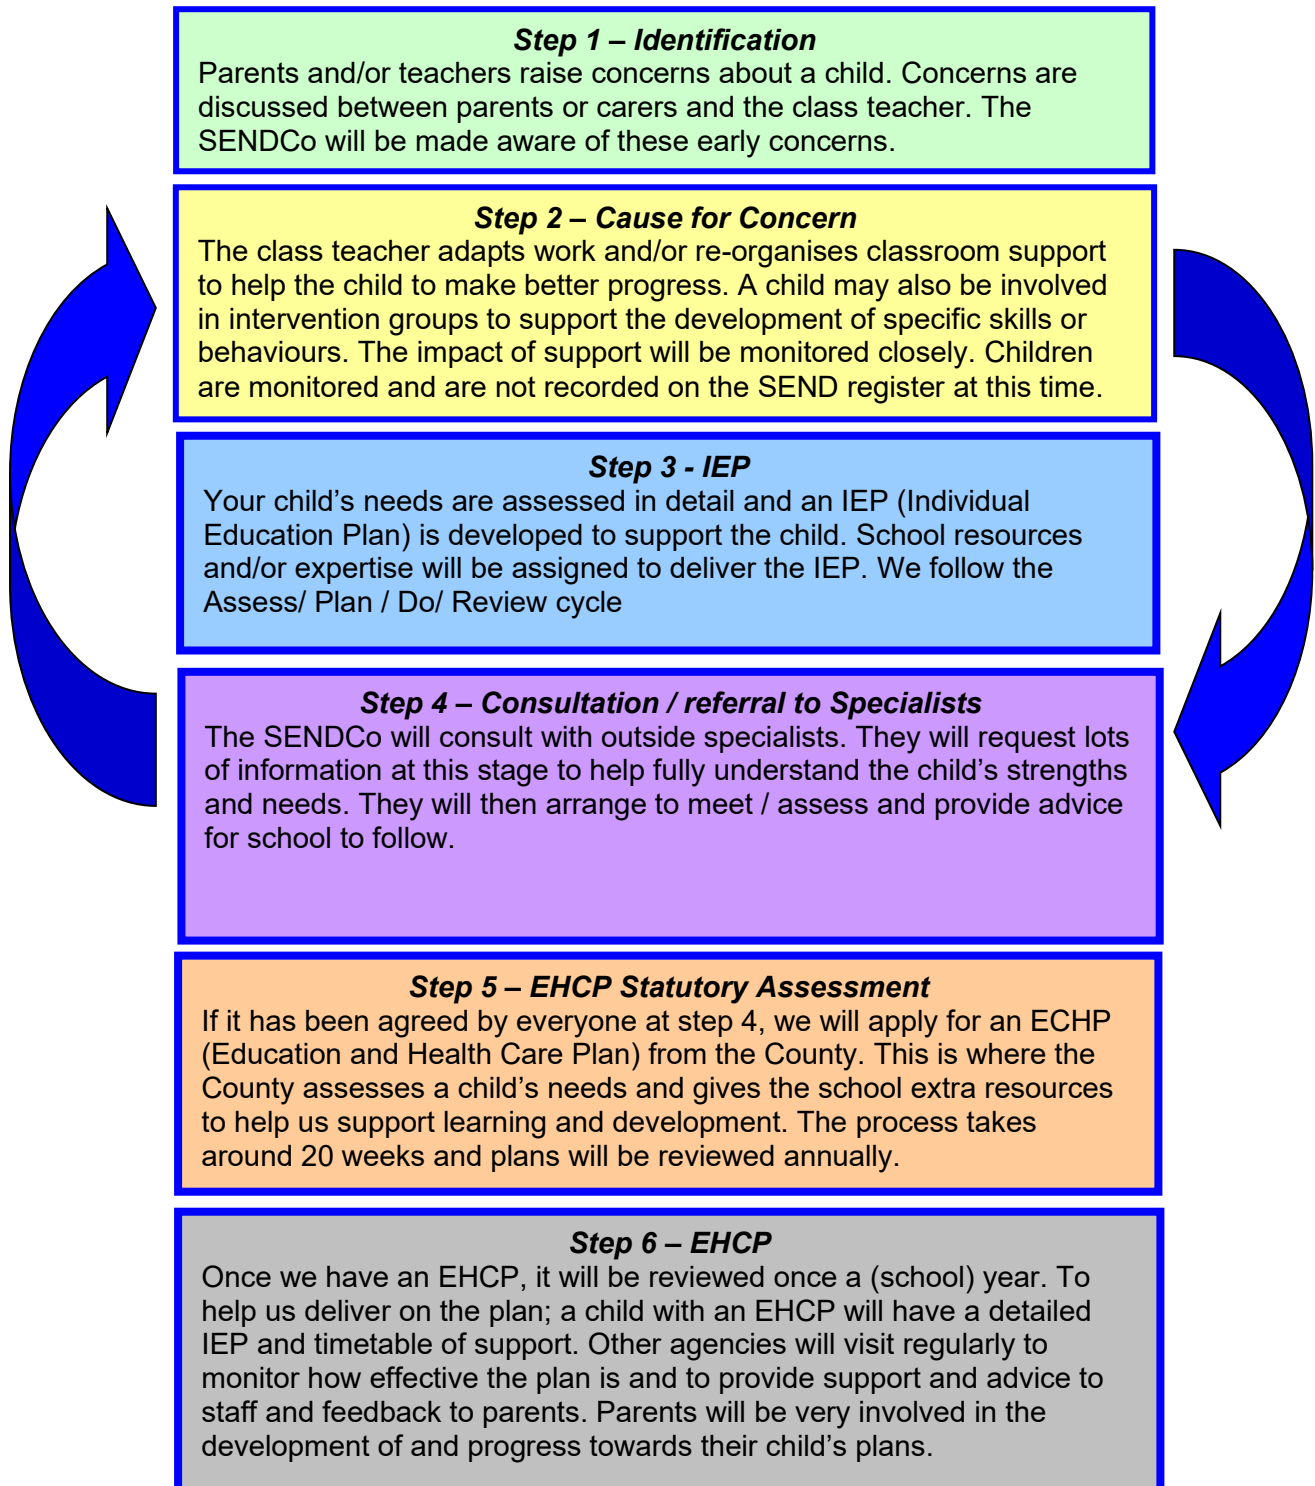 Step 1 – Identification
Parents and/or teachers raise concerns about a child. Concerns are
discussed between parents or carers and the class teacher. The
SENDCo will be made aware of these early concerns.
Step 2 – Cause for Concern
The class teacher adapts work and/or re-organises classroom support
to help the child to make better progress. A child may also be involved
in intervention groups to support the development of specific skills or
behaviours. The impact of support will be monitored closely. Children
are monitored and are not recorded on the SEND register at this time.
Step 3 - IEP
Your child’s needs are assessed in detail and an IEP (Individual
Education Plan) is developed to support the child. School resources
and/or expertise will be assigned to deliver the IEP. We follow the
Assess/ Plan / Do/ Review cycle
Step 4 – Consultation / referral to Specialists
The SENDCo will consult with outside specialists. They will request lots
of information at this stage to help fully understand the child’s strengths
and needs. They will then arrange to meet / assess and provide advice
for school to follow.
Step 5 – EHCP Statutory Assessment
If it has been agreed by everyone at step 4, we will apply for an ECHP
(Education and Health Care Plan) from the County. This is where the
County assesses a child’s needs and gives the school extra resources
to help us support learning and development. The process takes
around 20 weeks and plans will be reviewed annually.
Step 6 – EHCP
Once we have an EHCP, it will be reviewed once a (school) year. To
help us deliver on the plan; a child with an EHCP will have a detailed
IEP and timetable of support. Other agencies will visit regularly to
monitor how effective the plan is and to provide support and advice to
staff and feedback to parents. Parents will be very involved in the
development of and progress towards their child’s plans.